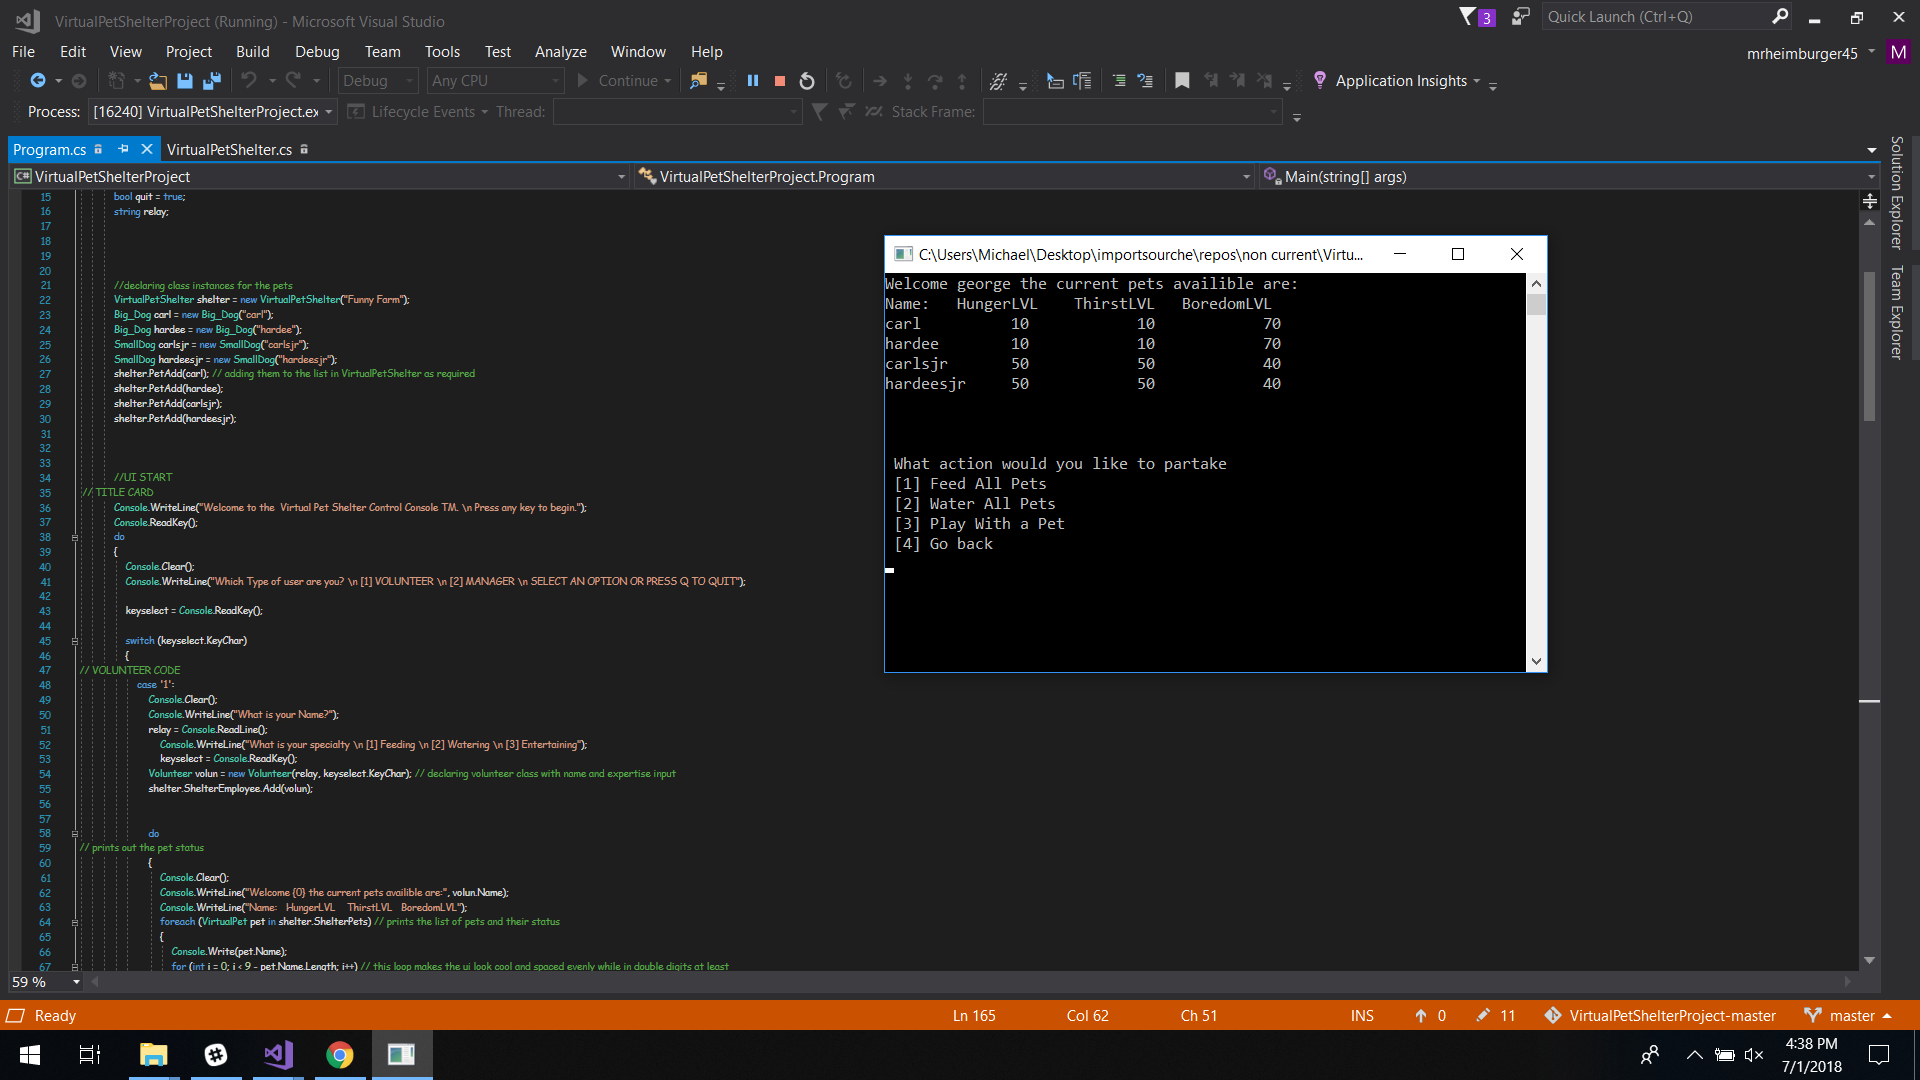 VirtualPetShelterProject (Running) - Microsoft Visual Studio
3
Quick Launch (Ctrl+Q)
File Edit View Project Build Debug Team Tools Test Analyze Window Help
mrheimburger45 M
Debug Any CPU Continue Application Insights
Process: [16240] VirtualPetShelterProject.ex Lifecycle Events Thread: Stack Frame:
Program.cs VirtualPetShelter.cs
C# VirtualPetShelterProject VirtualPetShelterProject.Program Main(string[] args)
Solution Explorer
Team Explorer
15 bool quit = true;
16 string relay;
17
18
19
20
21 //declaring class instances for the pets
22 VirtualPetShelter shelter = new VirtualPetShelter("Funny Farm");
23 Big_Dog carl = new Big_Dog("carl");
24 Big_Dog hardee = new Big_Dog("hardee");
25 SmallDog carlsjr = new SmallDog("carlsjr");
26 SmallDog hardeesjr = new SmallDog("hardeesjr");
27 shelter.PetAdd(carl); // adding them to the list in VirtualPetShelter as required
28 shelter.PetAdd(hardee);
29 shelter.PetAdd(carlsjr);
30 shelter.PetAdd(hardeesjr);
31
32
33
34 //UI START
35 // TITLE CARD
36 Console.WriteLine("Welcome to the  Virtual Pet Shelter Control Console TM. \n Press any key to begin.");
37 Console.ReadKey();
38 do
39 {
40 Console.Clear();
41 Console.WriteLine("Which Type of user are you? \n [1] VOLUNTEER \n [2] MANAGER \n SELECT AN OPTION OR PRESS Q TO QUIT");
42
43 keyselect = Console.ReadKey();
44
45 switch (keyselect.KeyChar)
46 {
47 // VOLUNTEER CODE
48 case '1':
49 Console.Clear();
50 Console.WriteLine("What is your Name?");
51 relay = Console.ReadLine();
52 Console.WriteLine("What is your specialty \n [1] Feeding \n [2] Watering \n [3] Entertaining");
53 keyselect = Console.ReadKey();
54 Volunteer volun = new Volunteer(relay, keyselect.KeyChar); // declaring volunteer class with name and expertise input
55 shelter.ShelterEmployee.Add(volun);
56
57
58 do
59 // prints out the pet status
60 {
61 Console.Clear();
62 Console.WriteLine("Welcome {0} the current pets availible are:", volun.Name);
63 Console.WriteLine("Name:   HungerLVL    ThirstLVL   BoredomLVL");
64 foreach (VirtualPet pet in shelter.ShelterPets) // prints the list of pets and their status
65 {
66 Console.Write(pet.Name);
67 for (int i = 0; i < 9 - pet.Name.Length; i++) // this loop makes the ui look cool and spaced evenly while in double digits at least
C:\Users\Michael\Desktop\importsourche\repos\non current\Virtu...
Welcome george the current pets availible are:
Name:   HungerLVL    ThirstLVL   BoredomLVL
carl 10 10 70
hardee 10 10 70
carlsjr 50 50 40
hardeesjr 50 50 40
What action would you like to partake
[1] Feed All Pets
[2] Water All Pets
[3] Play With a Pet
[4] Go back
59 %
Ready Ln 165 Col 62 Ch 51 INS 0 11 VirtualPetShelterProject-master master
4:38 PM
7/1/2018